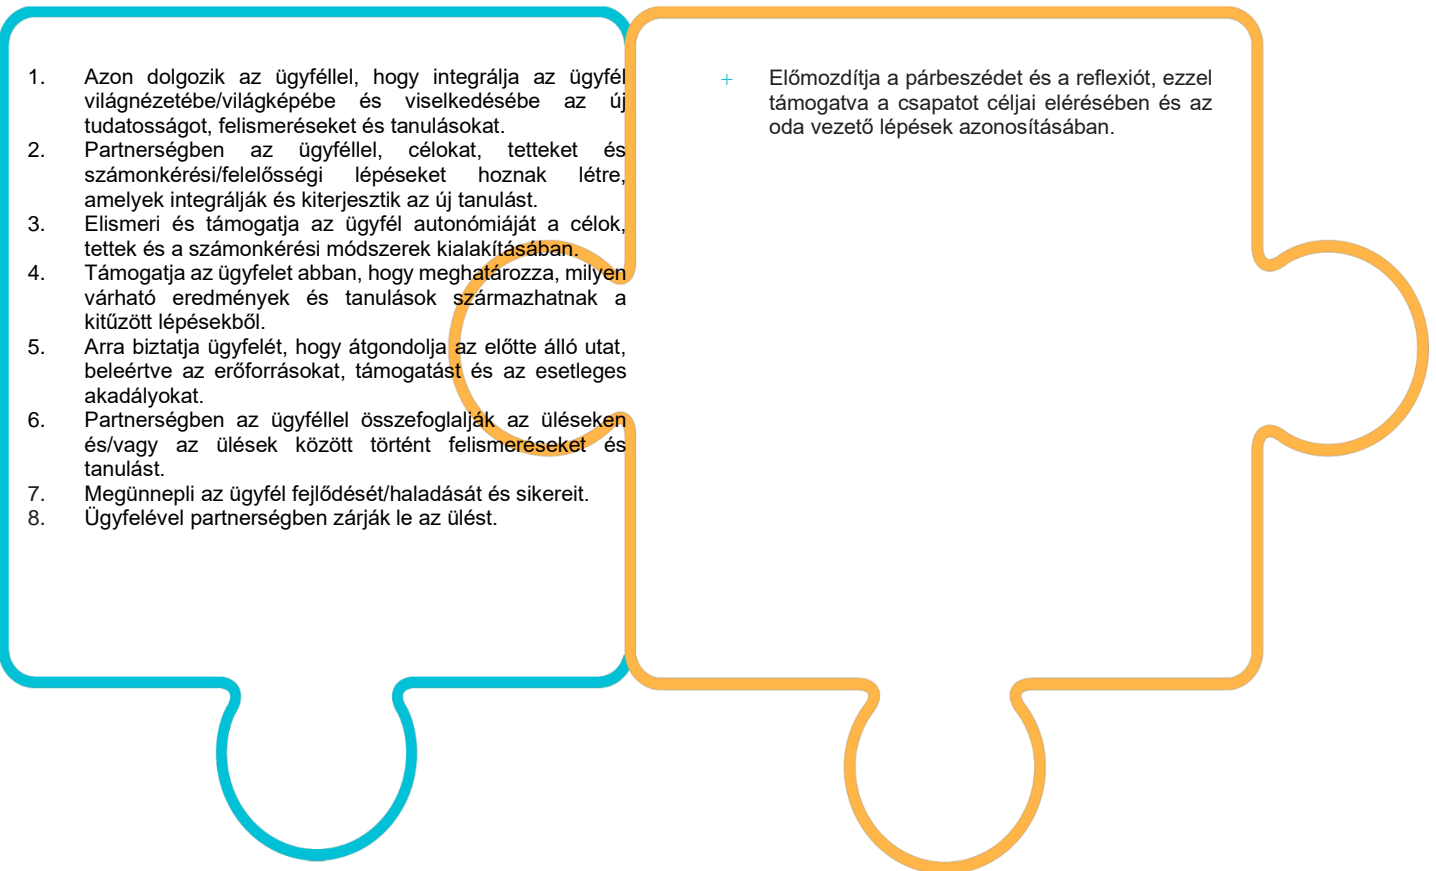 1. Azon dolgozik az ügyféllel, hogy integrálja az ügyfél
világnézetébe/világképébe és viselkedésébe az új
tudatosságot, felismeréseket és tanulásokat.
2. Partnerségben az ügyféllel, célokat, tetteket és
számonkérési/felelősségi lépéseket hoznak létre,
amelyek integrálják és kiterjesztik az új tanulást.
3. Elismeri és támogatja az ügyfél autonómiáját a célok,
tettek és a számonkérési módszerek kialakításában.
4. Támogatja az ügyfelet abban, hogy meghatározza, milyen
várható eredmények és tanulások származhatnak a
kitűzött lépésekből.
5. Arra biztatja ügyfelét, hogy átgondolja az előtte álló utat,
beleértve az erőforrásokat, támogatást és az esetleges
akadályokat.
6. Partnerségben az ügyféllel összefoglalják az üléseken
és/vagy az ülések között történt felismeréseket és
tanulást.
7. Megünnepli az ügyfél fejlődését/haladását és sikereit.
8. Ügyfelével partnerségben zárják le az ülést.
+ Előmozdítja a párbeszédet és a reflexiót, ezzel
támogatva a csapatot céljai elérésében és az
oda vezető lépések azonosításában.